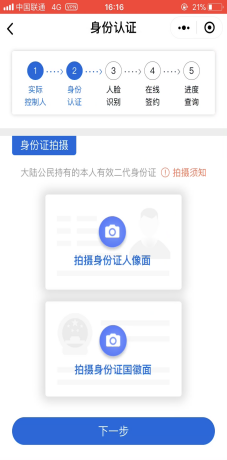 中国联通 4G VPN 16:16 21%
身份认证
1 2 3 4 5
实际 身份 人脸 在线 进度
控制人 认证 识别 签约 查询
身份证拍摄
大陆公民持有的本人有效二代身份证 拍摄须知
拍摄身份证人像面
拍摄身份证国徽面
下一步